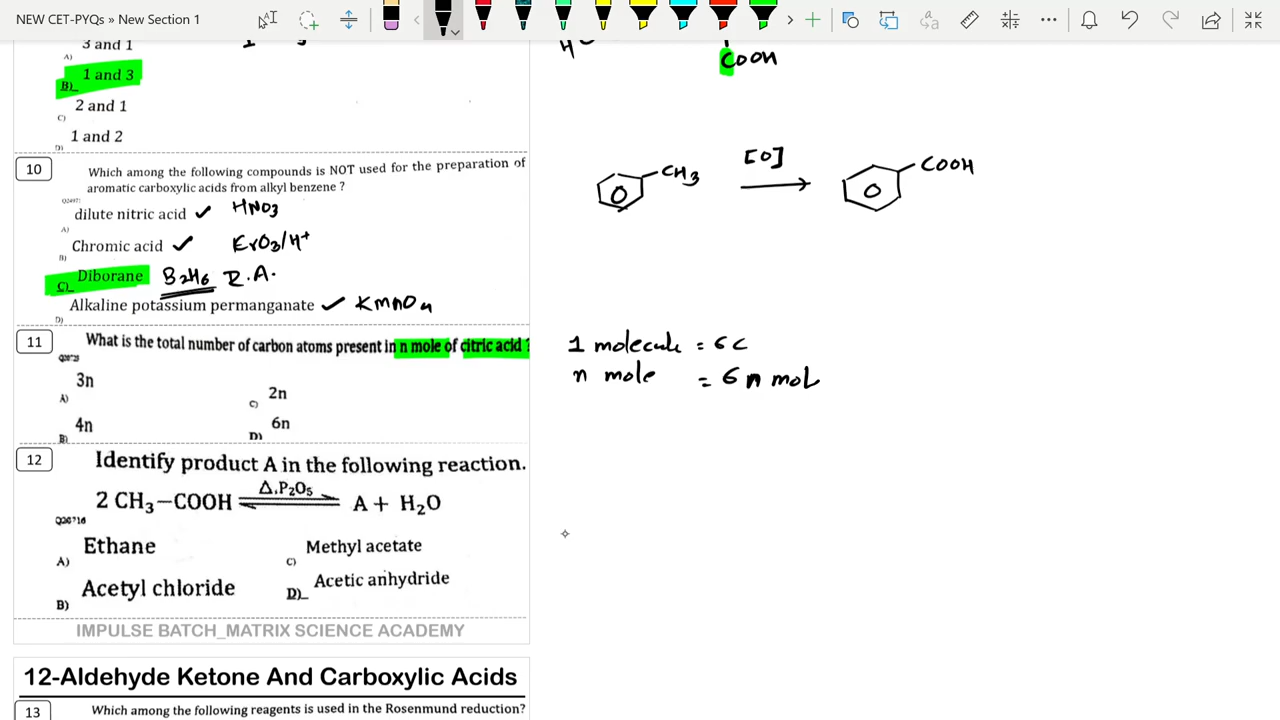 NEW CET-PYQs » New Section 1
3 and 1
A)
1 and 3
B)
2 and 1
C)
1 and 2
D)
COOH
10
Which among the following compounds is NOT used for the preparation of
aromatic carboxylic acids from alkyl benzene ?
dilute nitric acid ✓ HNO3
A)
Chromic acid ✓ CrO3/H+
B)
Diborane B2H6 R.A.
C)
Alkaline potassium permanganate ✓ KMnO4
D)
CH3 [O] COOH
11
What is the total number of carbon atoms present in n mole of citric acid ?
3n
A)
2n
C)
4n
B)
6n
D)
1 molecule = 6C
n mole = 6 n mol
12
Identify product A in the following reaction.
2 CH3−COOH Δ,P2O5 A + H2O
Q20716
Ethane
A)
Methyl acetate
C)
Acetyl chloride
B)
Acetic anhydride
D)
IMPULSE BATCH_MATRIX SCIENCE ACADEMY
12-Aldehyde Ketone And Carboxylic Acids
13
Which among the following reagents is used in the Rosenmund reduction?